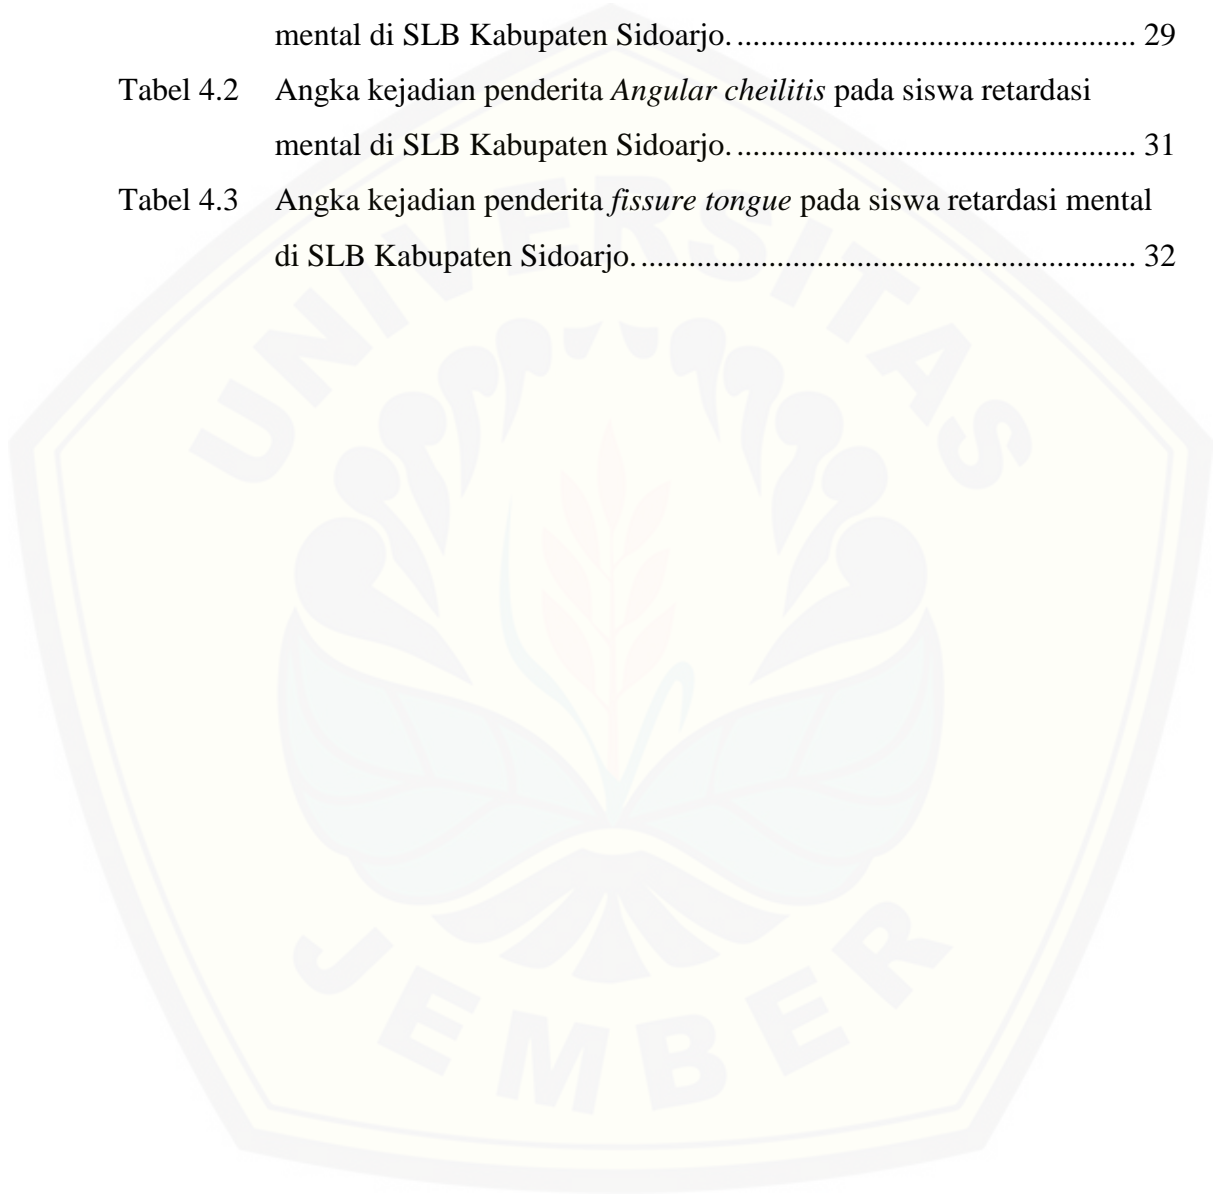 mental di SLB Kabupaten Sidoarjo. .................................................. 29
Tabel 4.2 Angka kejadian penderita Angular cheilitis pada siswa retardasi
mental di SLB Kabupaten Sidoarjo. .................................................. 31
Tabel 4.3 Angka kejadian penderita fissure tongue pada siswa retardasi mental
di SLB Kabupaten Sidoarjo. .............................................................. 32
UNIVERSITAS
JEMBER